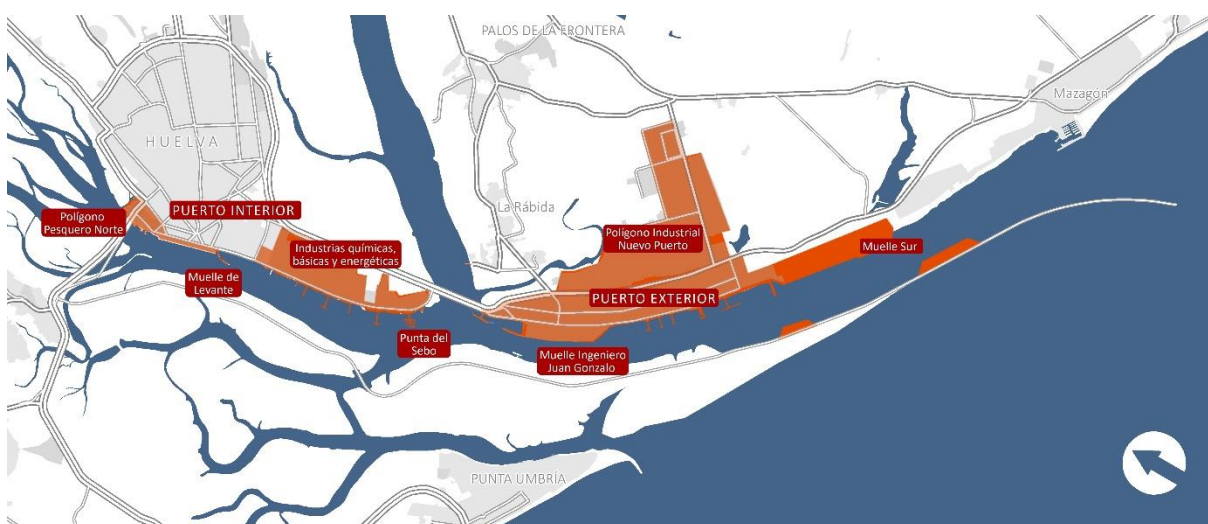 PALOS DE LA FRONTERA
Mazagón
HUELVA
Polígono
Pesquero Norte
PUERTO INTERIOR
La Rábida
Industrias químicas,
básicas y energéticas
Polígono Industrial
Nuevo Puerto
Muelle Sur
Muelle de
Levante
PUERTO EXTERIOR
Punta del
Sebo
Muelle Ingeniero
Juan Gonzalo
PUNTA UMBRÍA